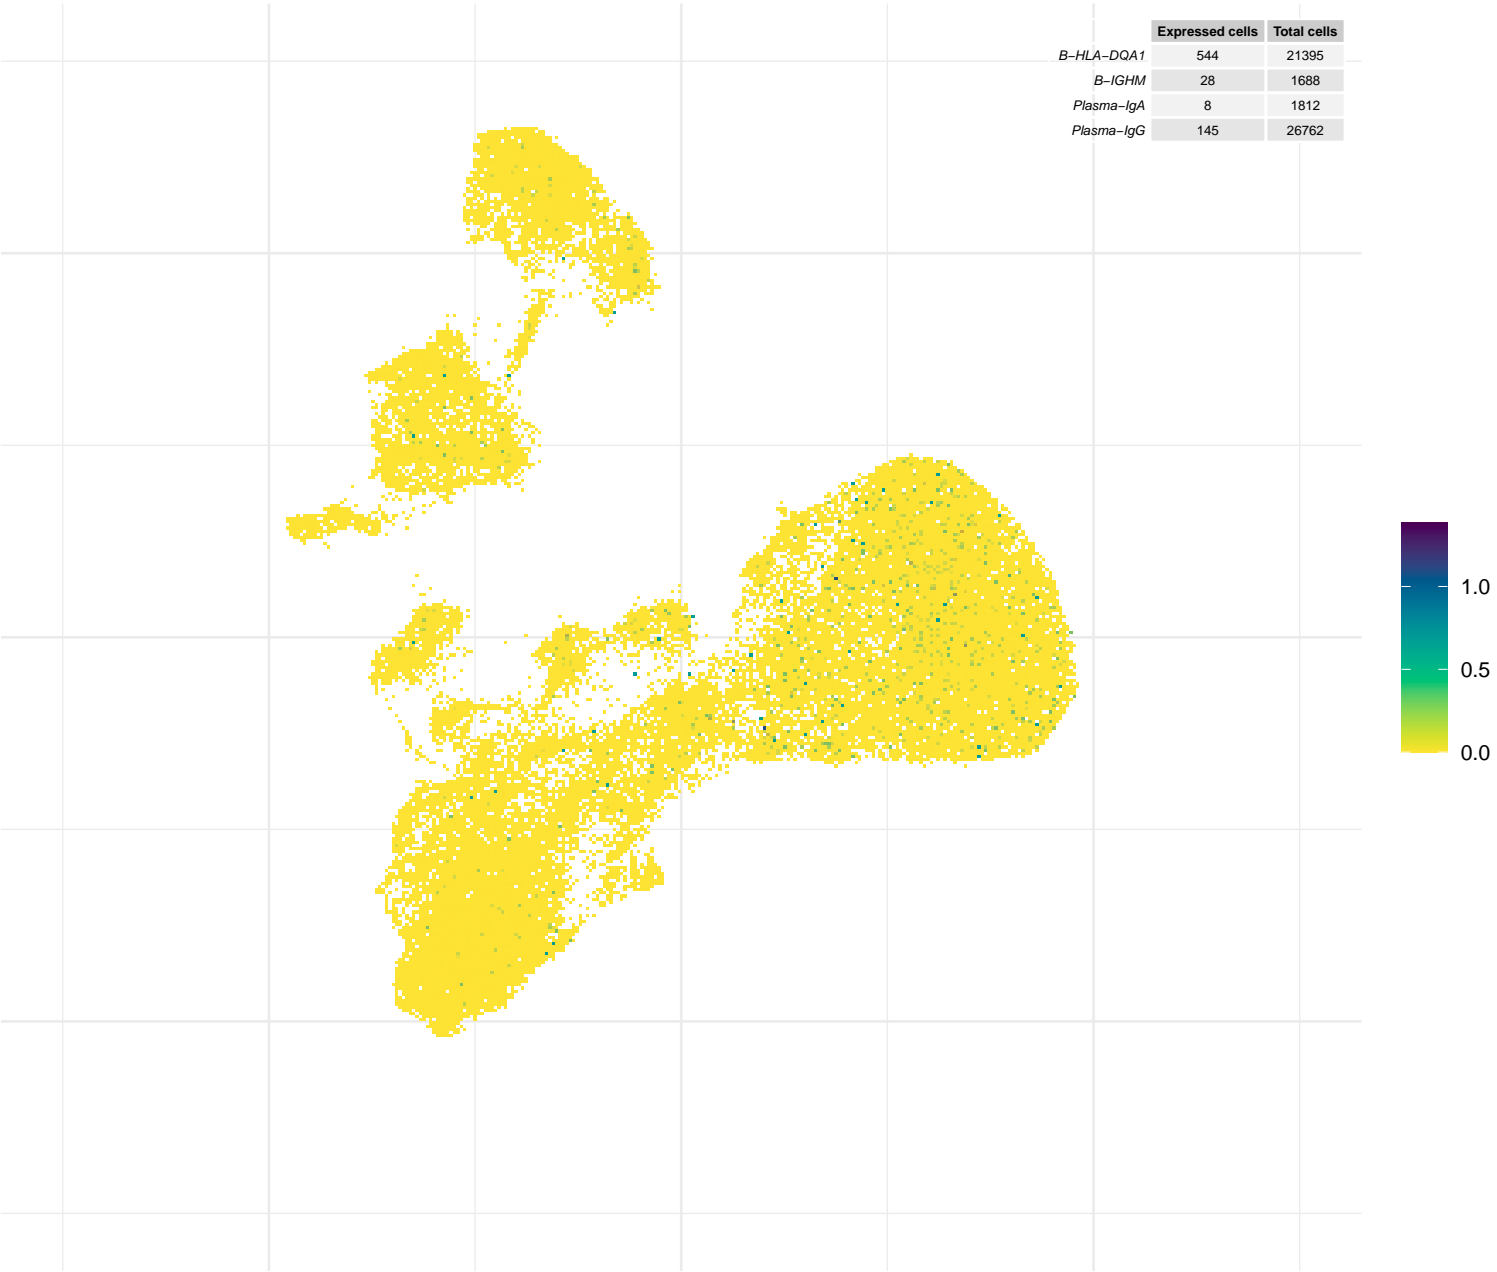 Expressed cells Total cells
B−HLA−DQA1 544 21395
B−IGHM 28 1688
Plasma−IgA 8 1812
Plasma−IgG 145 26762
1.0
0.5
0.0